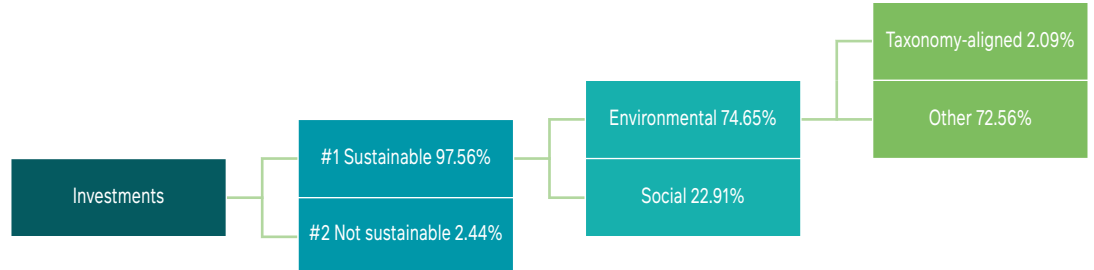 Investments
#1 Sustainable 97.56%
#2 Not sustainable 2.44%
Environmental 74.65%
Social 22.91%
Taxonomy-aligned 2.09%
Other 72.56%